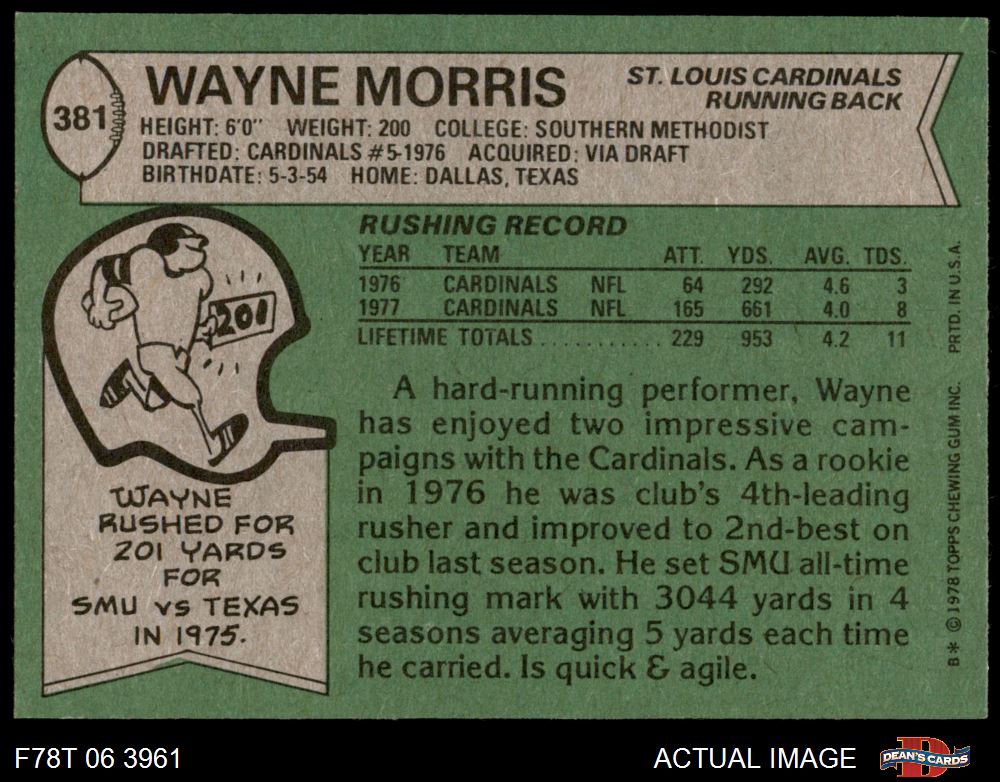 381
WAYNE MORRIS
ST. LOUIS CARDINALS
RUNNING BACK
HEIGHT: 6'0" WEIGHT: 200 COLLEGE: SOUTHERN METHODIST
DRAFTED: CARDINALS #5-1976 ACQUIRED: VIA DRAFT
BIRTHDATE: 5-3-54 HOME: DALLAS, TEXAS
RUSHING RECORD
YEAR TEAM ATT. YDS. AVG. TDS.
1976 CARDINALS NFL 64 292 4.6 3
1977 CARDINALS NFL 165 661 4.0 8
LIFETIME TOTALS........... 229 953 4.2 11
201
WAYNE
RUSHED FOR
201 YARDS
FOR
SMU VS TEXAS
IN 1975.
A hard-running performer, Wayne
has enjoyed two impressive cam-
paigns with the Cardinals. As a rookie
in 1976 he was club's 4th-leading
rusher and improved to 2nd-best on
club last season. He set SMU all-time
rushing mark with 3044 yards in 4
seasons averaging 5 yards each time
he carried. Is quick & agile.
B* © 1978 TOPPS CHEWING GUM INC. PRTD. IN U.S.A.
F78T 06 3961
ACTUAL IMAGE
DEAN'S CARDS